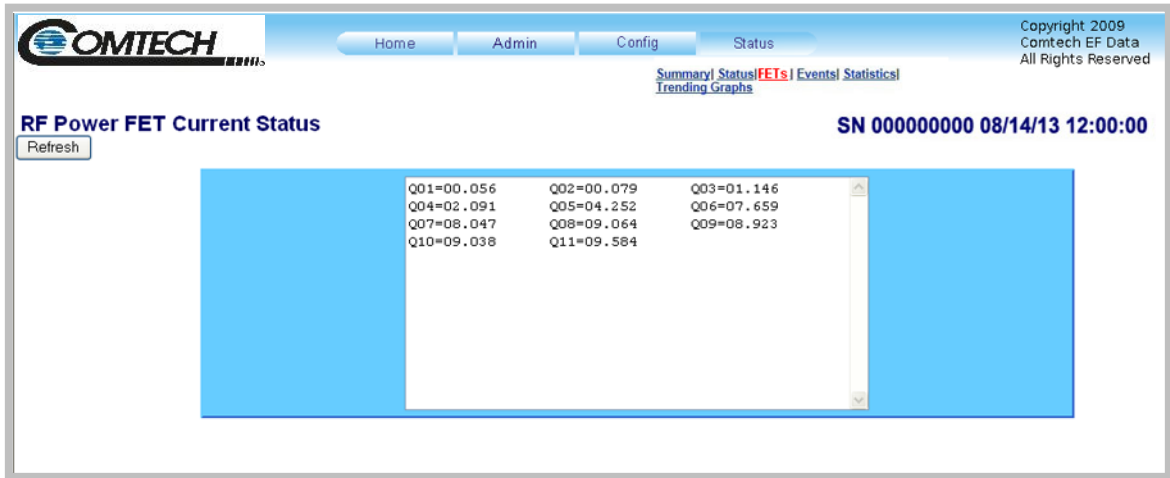 COMTECH
Home Admin Config Status
Copyright 2009
Comtech EF Data
All Rights Reserved
Summary| Status|FETs | Events| Statistics|
Trending Graphs
RF Power FET Current Status
SN 000000000 08/14/13 12:00:00
Refresh
Q01=00.056 Q02=00.079 Q03=01.146
Q04=02.091 Q05=04.252 Q06=07.659
Q07=08.047 Q08=09.064 Q09=08.923
Q10=09.038 Q11=09.584